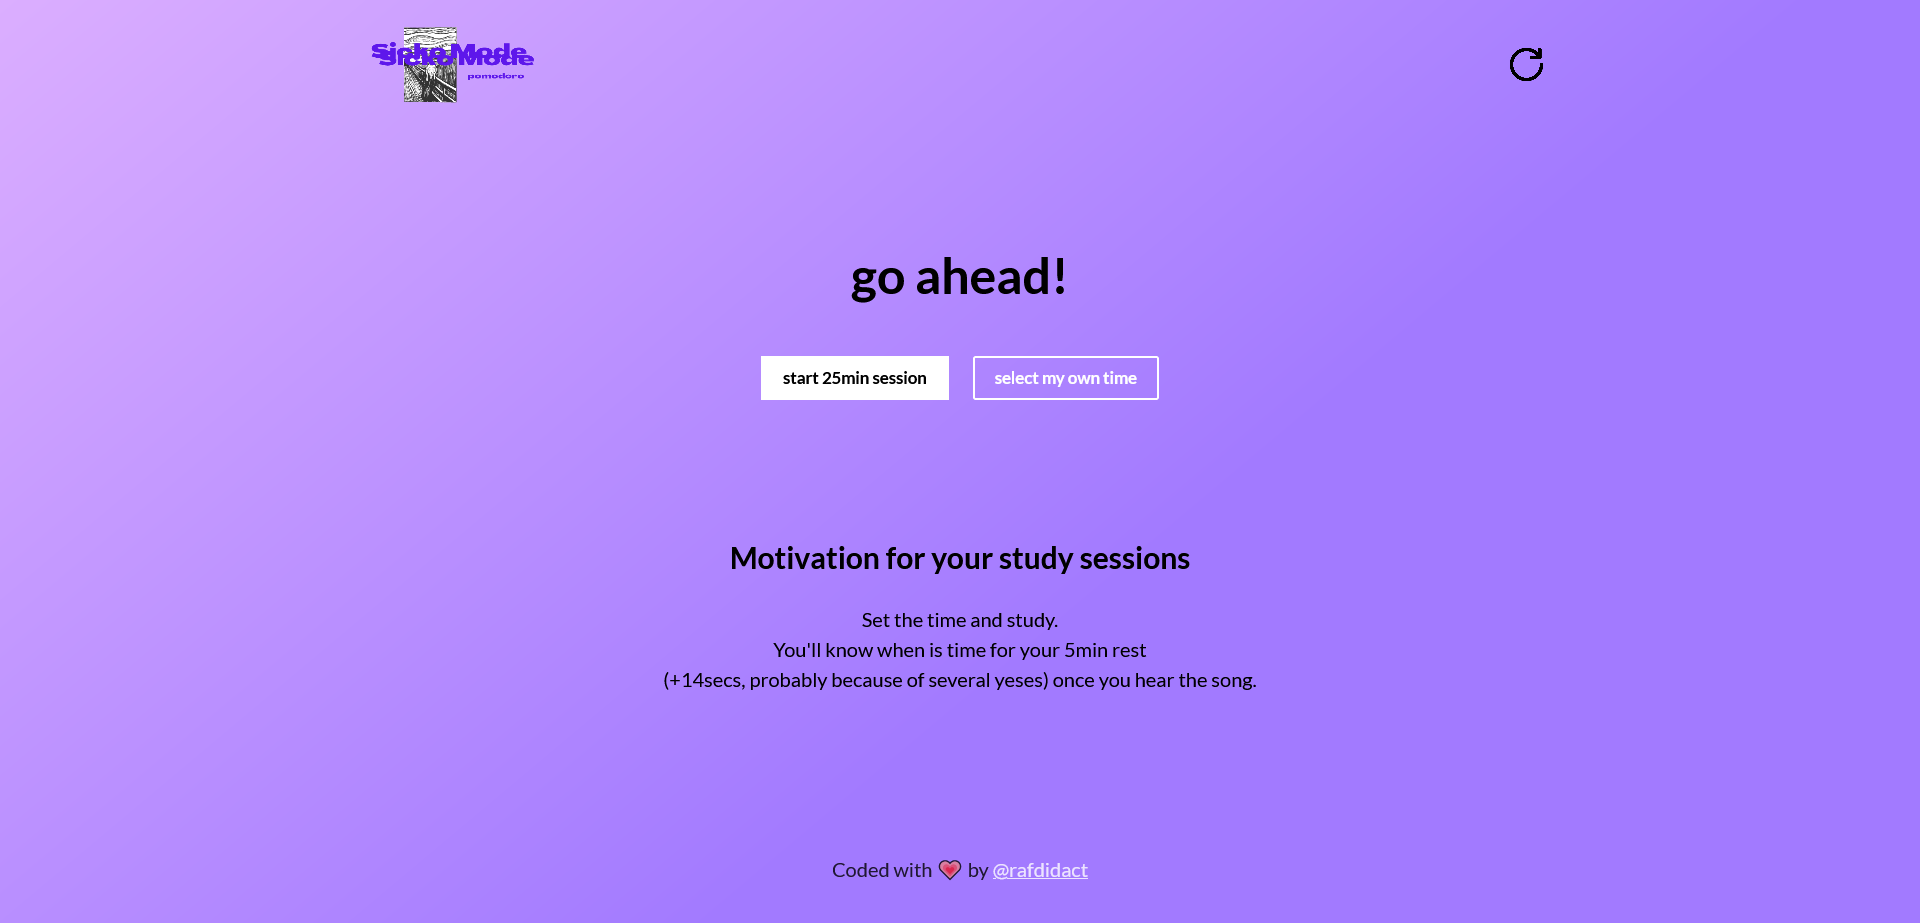 Sicko Mode
Sicko Mode
pomodoro
go ahead!
start 25min session
select my own time
Motivation for your study sessions
Set the time and study.
You'll know when is time for your 5min rest
(+14secs, probably because of several yeses) once you hear the song.
Coded with by @rafdidact